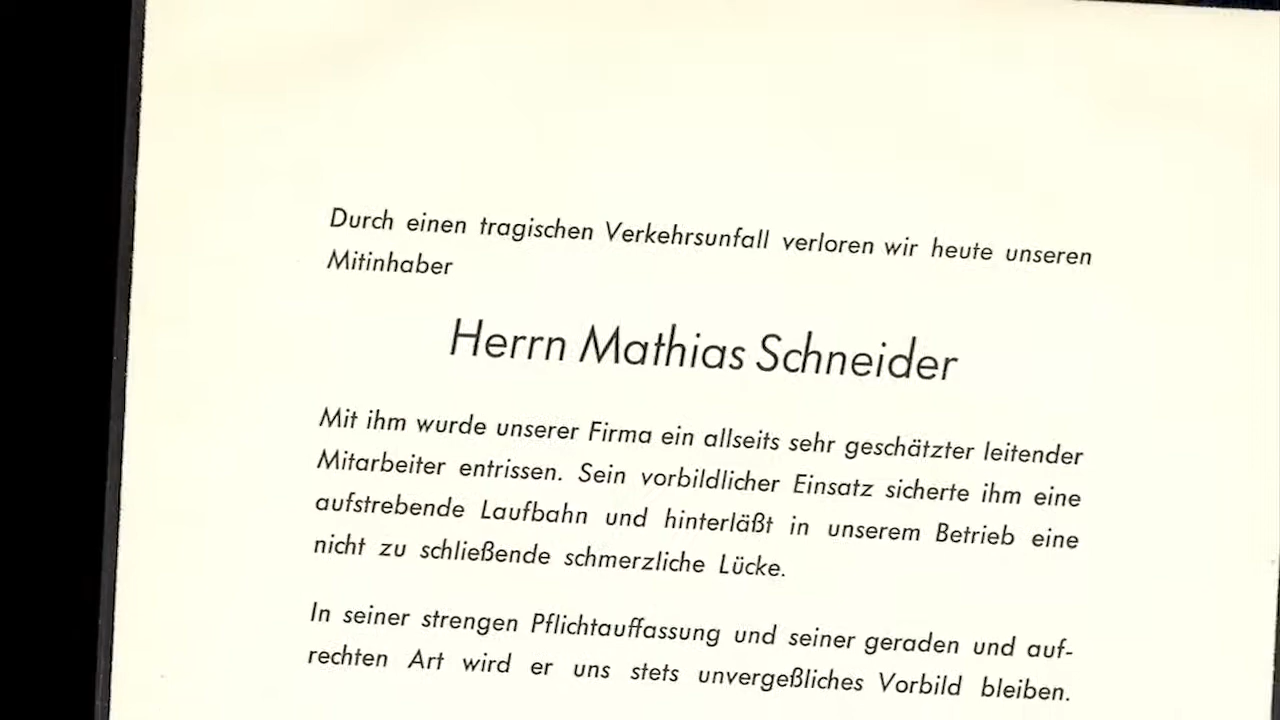 Durch einen tragischen Verkehrsunfall verloren wir heute unseren
Mitinhaber
Herrn Mathias Schneider
Mit ihm wurde unserer Firma ein allseits sehr geschätzter leitender
Mitarbeiter entrissen. Sein vorbildlicher Einsatz sicherte ihm eine
aufstrebende Laufbahn und hinterläßt in unserem Betrieb eine
nicht zu schließende schmerzliche Lücke.
In seiner strengen Pflichtauffassung und seiner geraden und auf-
rechten Art wird er uns stets unvergeßliches Vorbild bleiben.